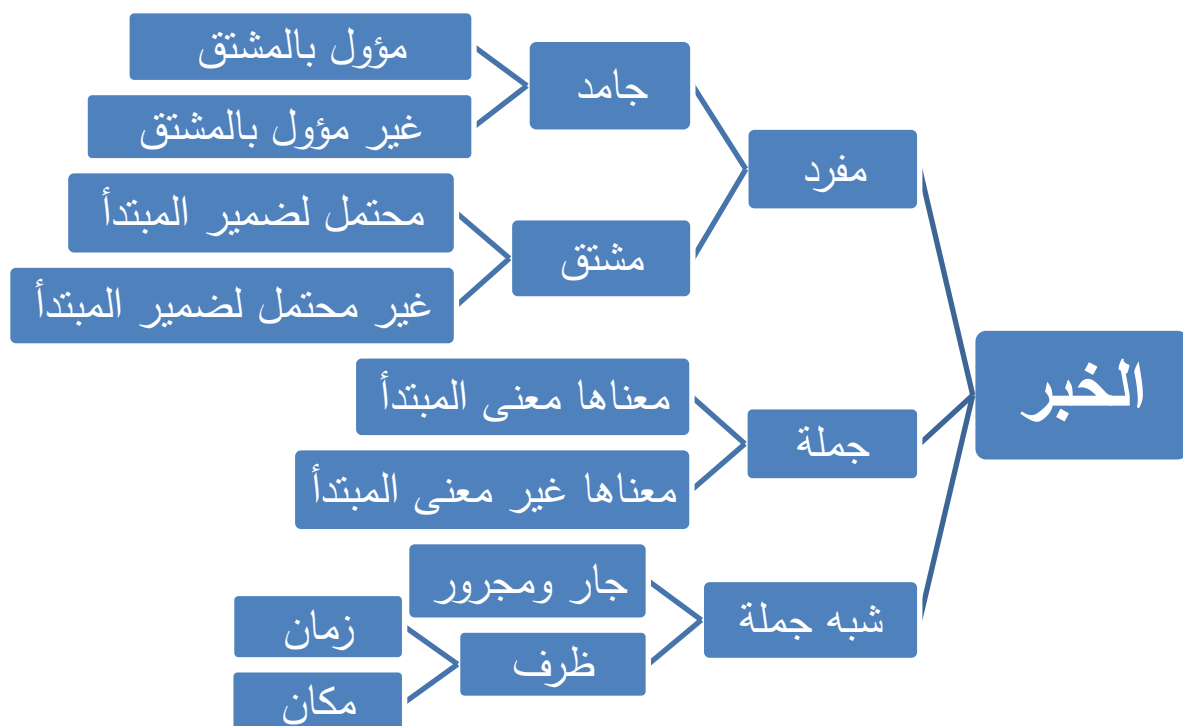 الخبر
مفرد
جامد
مؤول بالمشتق
غير مؤول بالمشتق
مشتق
محتمل لضمير المبتدأ
غير محتمل لضمير المبتدأ
جملة
معناها معنى المبتدأ
معناها غير معنى المبتدأ
شبه جملة
جار ومجرور
ظرف
زمان
مكان